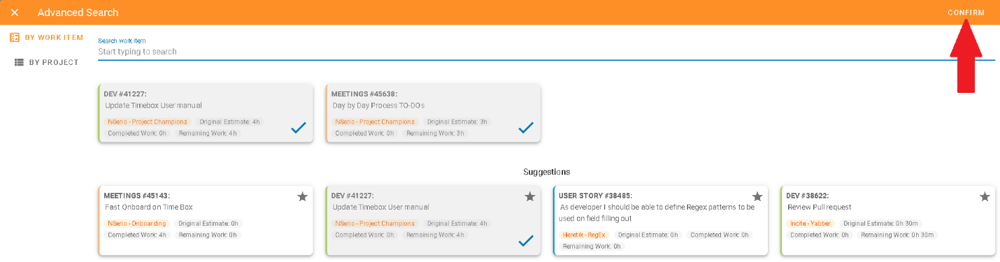 Advanced Search
CONFIRM
BY WORK ITEM
BY PROJECT
Search work item
Start typing to search
DEV #41227:
Update Timebox User manual
NSerio - Project Champions Original Estimate: 4h
Completed Work: 0h Remaining Work: 4h
MEETINGS #45638:
Day by Day Process TO-DOs
NSerio - Project Champions Original Estimate: 3h
Completed Work: 0h Remaining Work: 3h
Suggestions
MEETINGS #45143:
Fast Onboard on Time Box
NSerio - Onboarding Original Estimate: 0h
Completed Work: 4h Remaining Work: 0h
DEV #41227:
Update Timebox User manual
NSerio - Project Champions Original Estimate: 4h
Completed Work: 0h Remaining Work: 4h
USER STORY #38485:
As developer I should be able to define Regex patterns to be
used on field filling out
Heretik - RegEx Original Estimate: 0h Completed Work: 0h
Remaining Work: 0h
DEV #38622:
Review Pull request
Incite - Yabber Original Estimate: 0h 30m
Completed Work: 0h Remaining Work: 0h 30m